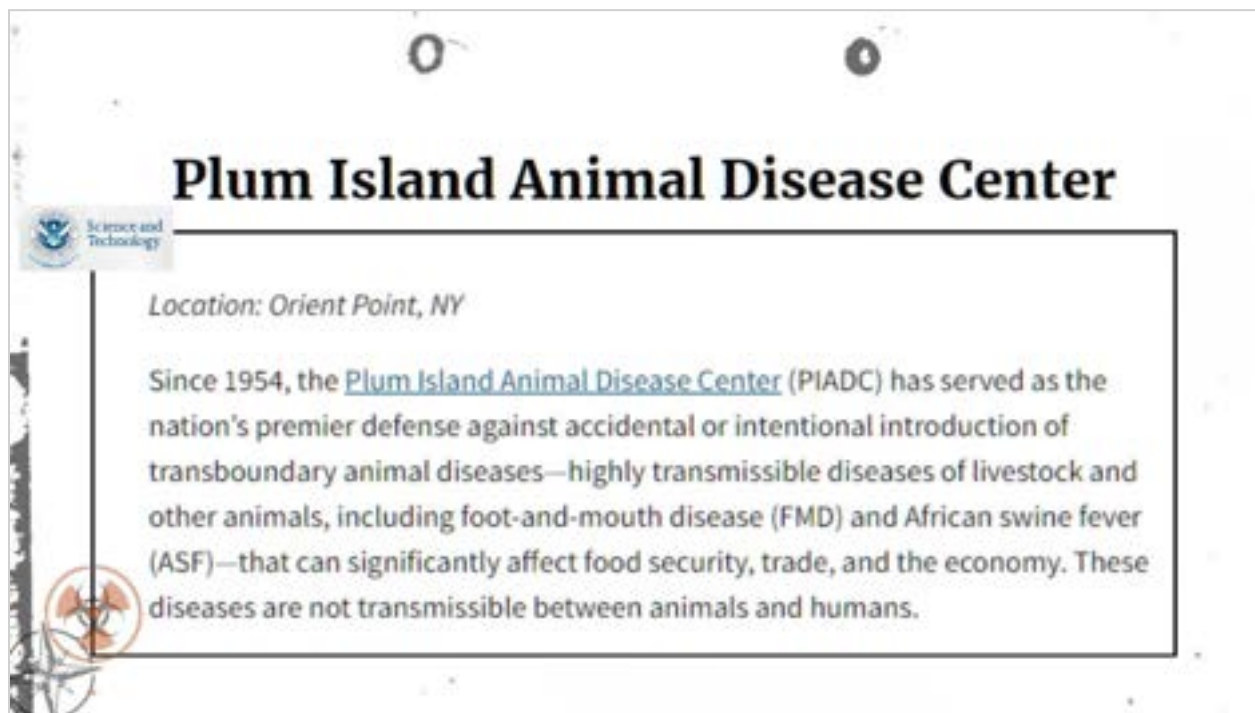 Plum Island Animal Disease Center
Science and
Technology
Location: Orient Point, NY
Since 1954, the Plum Island Animal Disease Center (PIADC) has served as the
nation's premier defense against accidental or intentional introduction of
transboundary animal diseases—highly transmissible diseases of livestock and
other animals, including foot-and-mouth disease (FMD) and African swine fever
(ASF)—that can significantly affect food security, trade, and the economy. These
diseases are not transmissible between animals and humans.